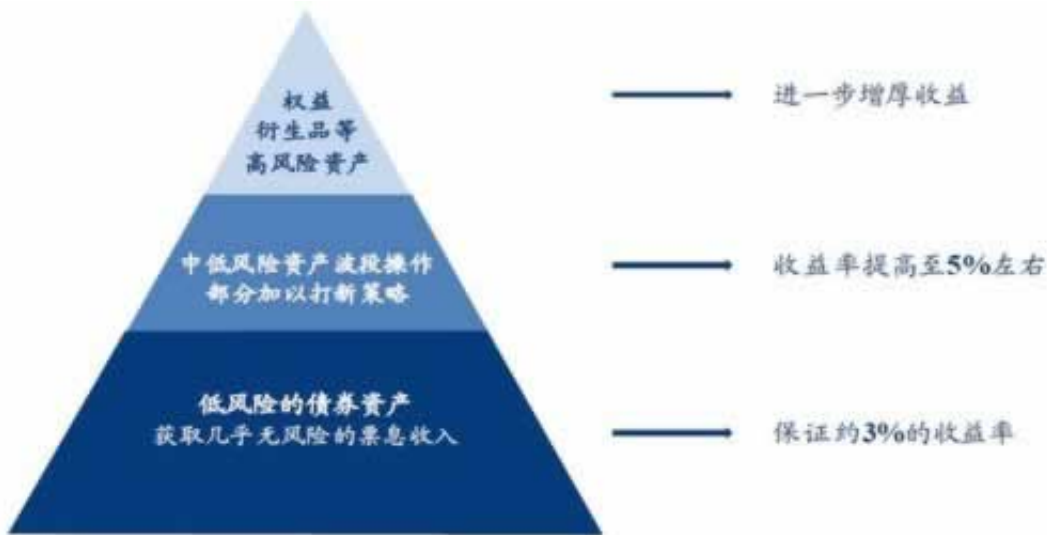 权益
衍生品等
高风险资产
进一步增厚收益
中低风险资产波段操作
部分加以打新策略
收益率提高至5%左右
低风险的债券资产
获取几乎无风险的票息收入
保证约3%的收益率